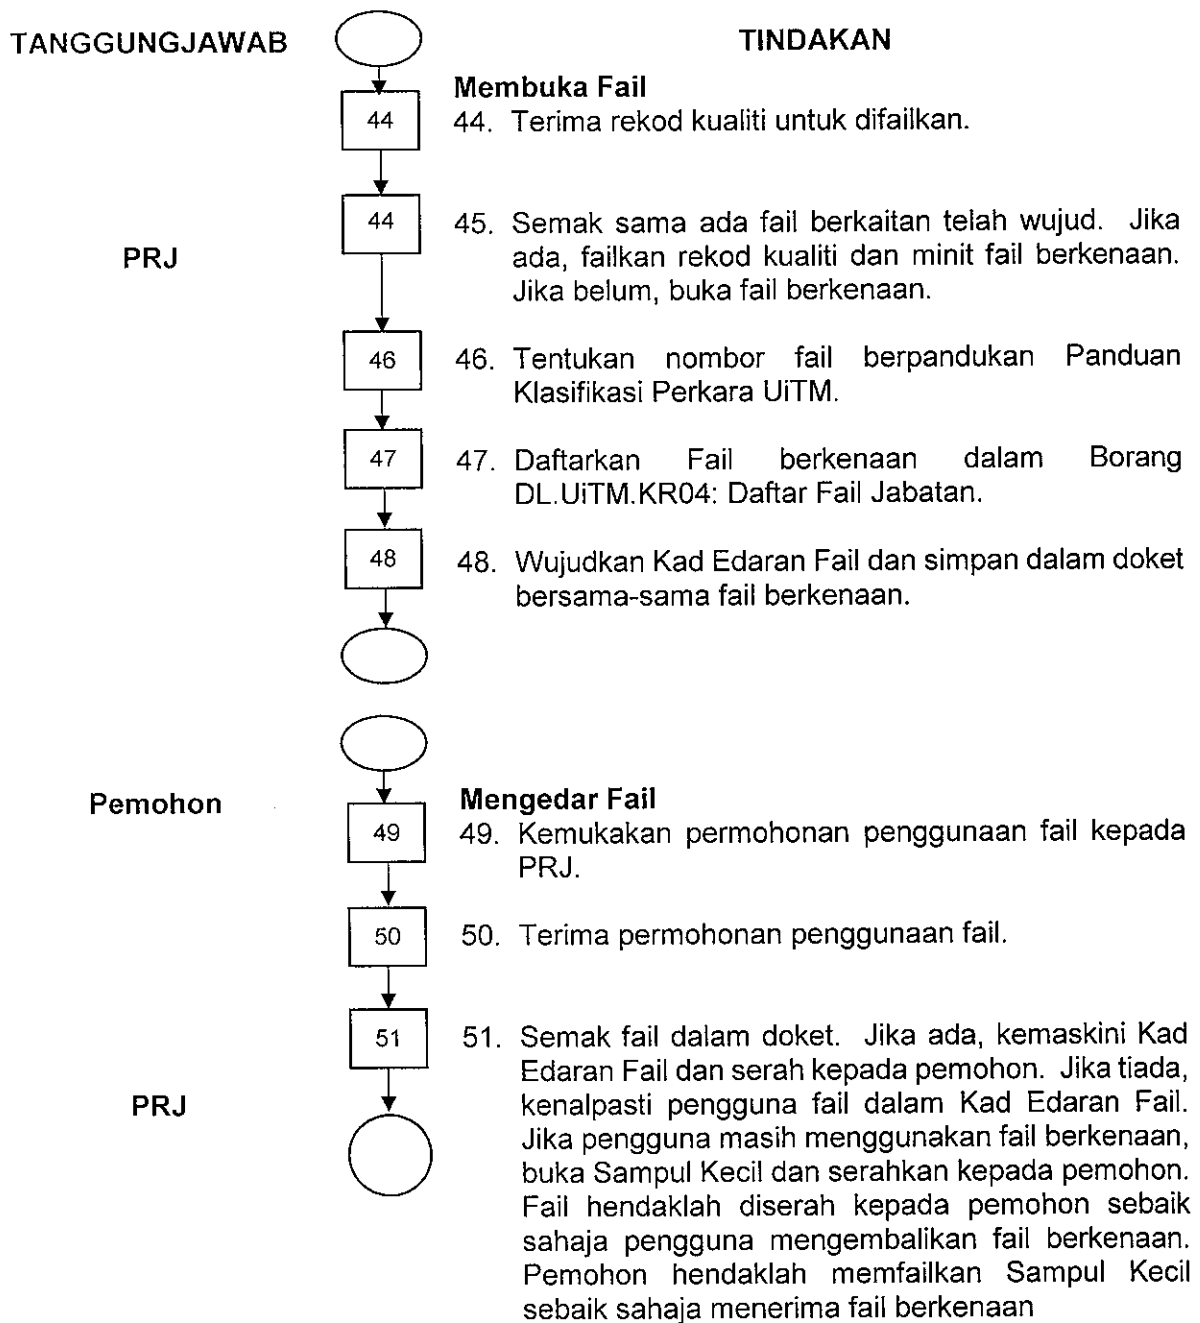 TANGGUNGJAWAB TINDAKAN
Membuka Fail
44 44. Terima rekod kualiti untuk difailkan.
44 45. Semak sama ada fail berkaitan telah wujud. Jika
PRJ ada, failkan rekod kualiti dan minit fail berkenaan.
Jika belum, buka fail berkenaan.
46 46. Tentukan nombor fail berpandukan Panduan
Klasifikasi Perkara UiTM.
47 47. Daftarkan Fail berkenaan dalam Borang
DL.UiTM.KR04: Daftar Fail Jabatan.
48 48. Wujudkan Kad Edaran Fail dan simpan dalam doket
bersama-sama fail berkenaan.
Pemohon Mengedar Fail
49 49. Kemukakan permohonan penggunaan fail kepada
PRJ.
50 50. Terima permohonan penggunaan fail.
51 51. Semak fail dalam doket. Jika ada, kemaskini Kad
Edaran Fail dan serah kepada pemohon. Jika tiada,
PRJ kenalpasti pengguna fail dalam Kad Edaran Fail.
Jika pengguna masih menggunakan fail berkenaan,
buka Sampul Kecil dan serahkan kepada pemohon.
Fail hendaklah diserah kepada pemohon sebaik
sahaja pengguna mengembalikan fail berkenaan.
Pemohon hendaklah memfailkan Sampul Kecil
sebaik sahaja menerima fail berkenaan